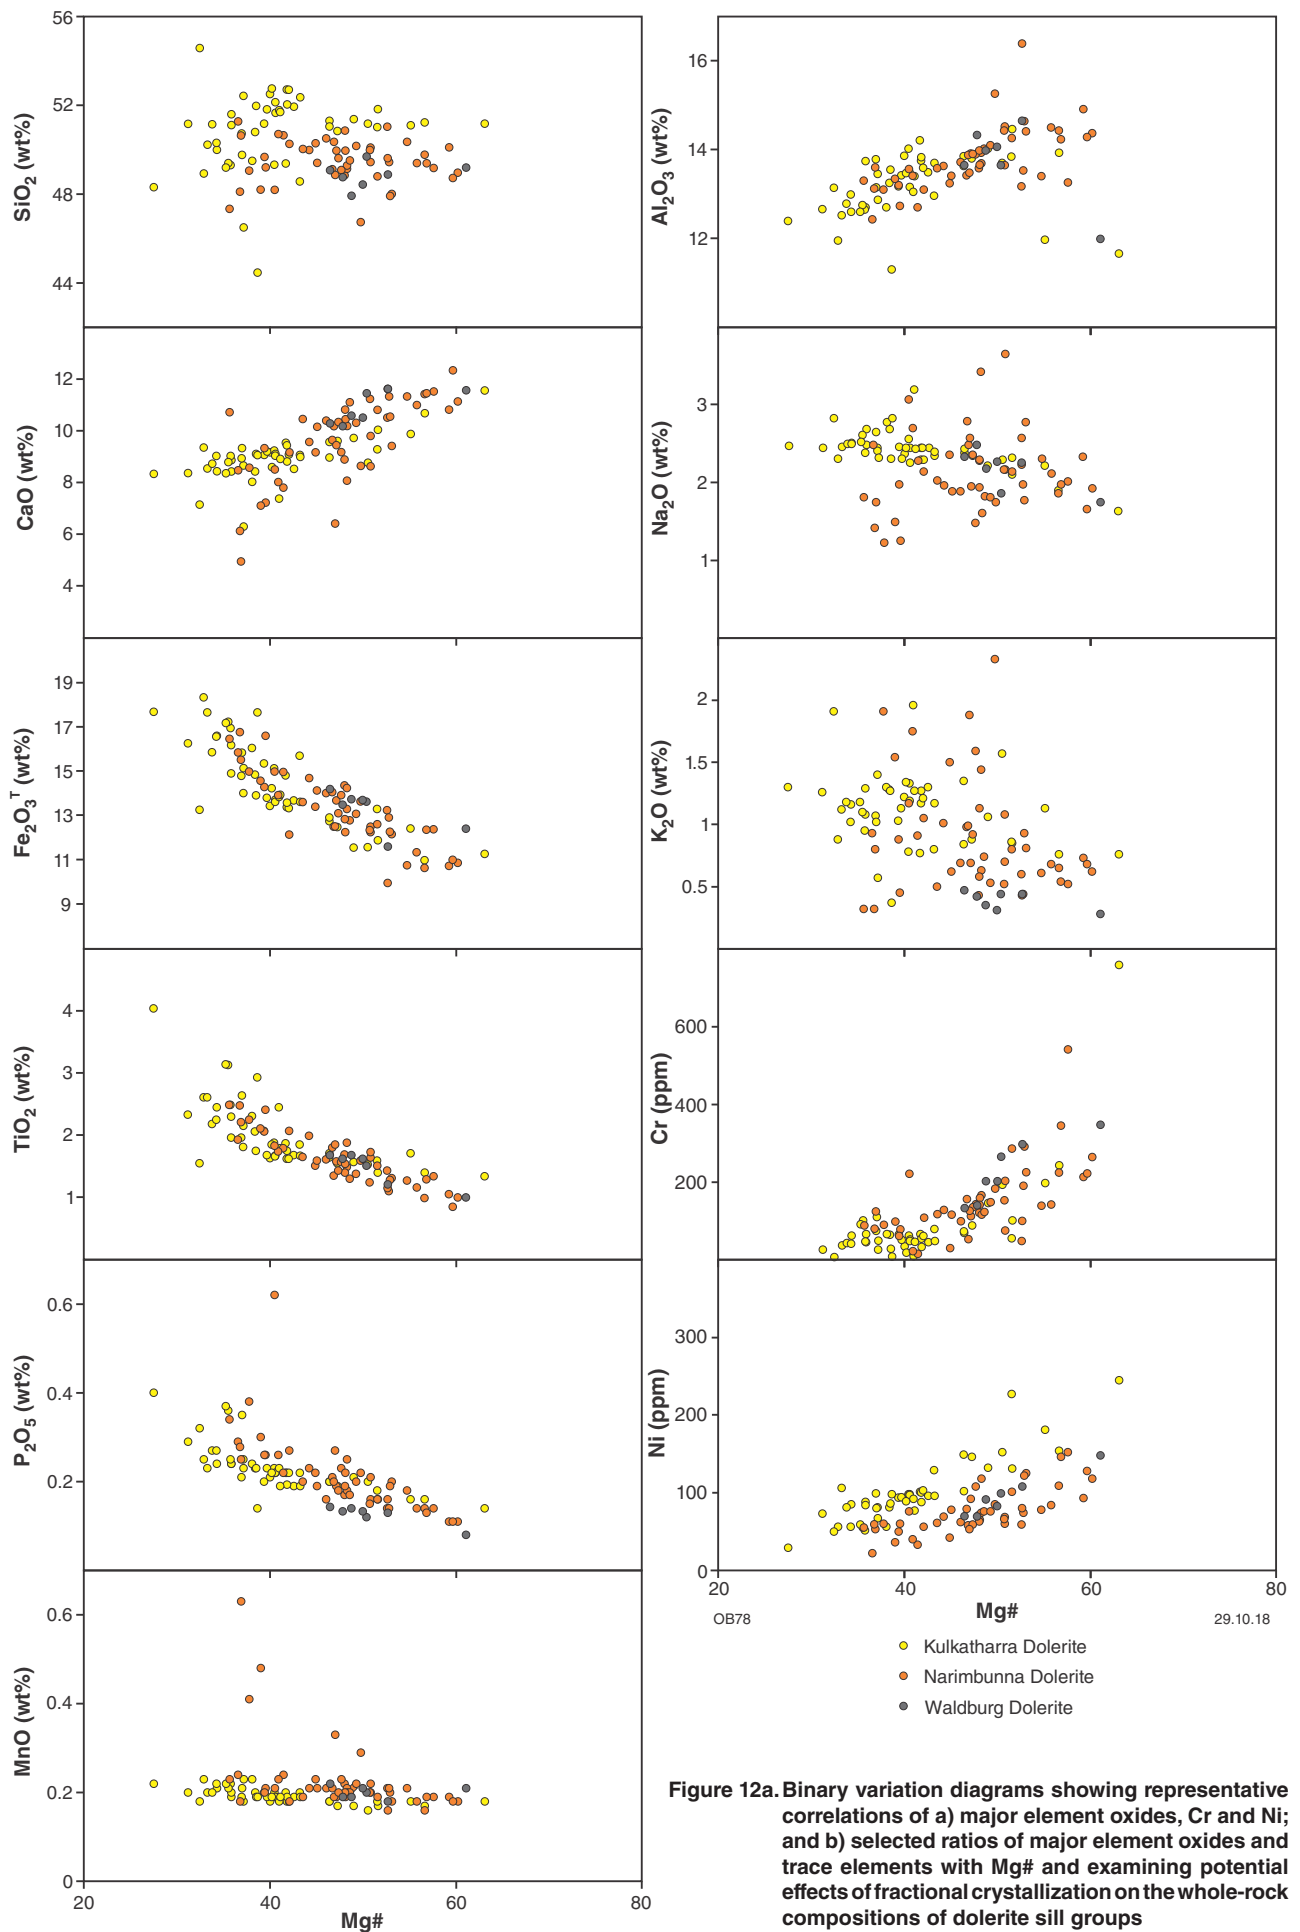 56
52
48
44
SiO2 (wt%)
12
10
8
6
4
CaO (wt%)
19
17
15
13
11
9
Fe2O3T (wt%)
4
3
2
1
TiO2 (wt%)
0.6
0.4
0.2
P2O5 (wt%)
0.6
0.4
0.2
0
MnO (wt%)
20 40 60 80
Mg#
16
14
12
Al2O3 (wt%)
3
2
1
Na2O (wt%)
2
1.5
1
0.5
K2O (wt%)
600
400
200
Cr (ppm)
300
200
100
0
Ni (ppm)
20 40 60 80
Mg#
OB78
29.10.18
Kulkatharra Dolerite
Narimbunna Dolerite
Waldburg Dolerite
Figure 12a. Binary variation diagrams showing representative
correlations of a) major element oxides, Cr and Ni;
and b) selected ratios of major element oxides and
trace elements with Mg# and examining potential
effects of fractional crystallization on the whole-rock
compositions of dolerite sill groups